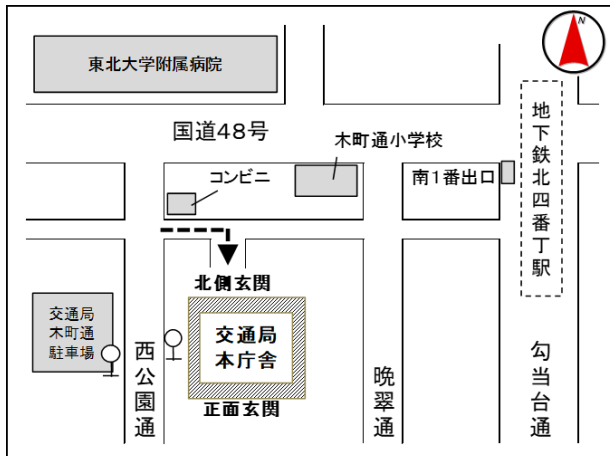 東北大学附属病院
N
国道48号
木町通小学校
コンビニ
南1番出口
地下鉄北四番丁駅
北側玄関
交通局
木町通
駐車場
交通局
本庁舎
正面玄関
西公園通
晩翠通
勾当台通